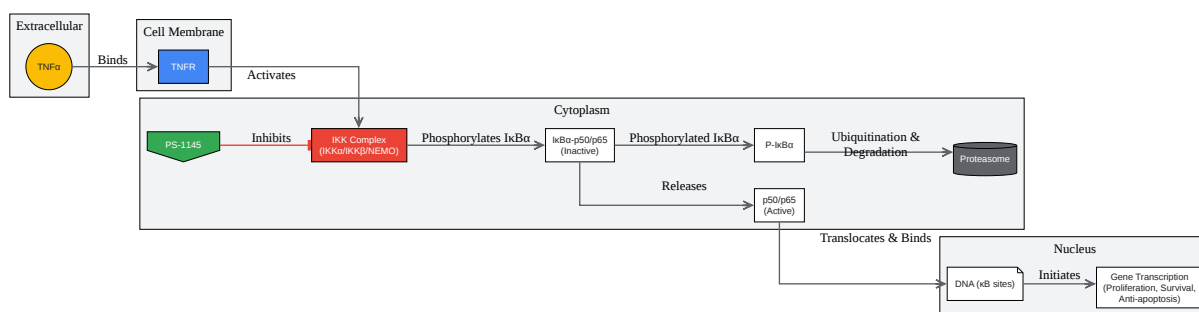 Extracellular
TNFα
Binds
Cell Membrane
TNFR
Activates
Cytoplasm
PS-1145
Inhibits
IKK Complex
(IKKα/IKKβ/NEMO)
Phosphorylates IκBα
IκBα-p50/p65
(Inactive)
Phosphorylated IκBα
P-IκBα
Ubiquitination &
Degradation
Proteasome
Releases
p50/p65
(Active)
Translocates & Binds
Nucleus
DNA (κB sites)
Initiates
Gene Transcription
(Proliferation, Survival,
Anti-apoptosis)